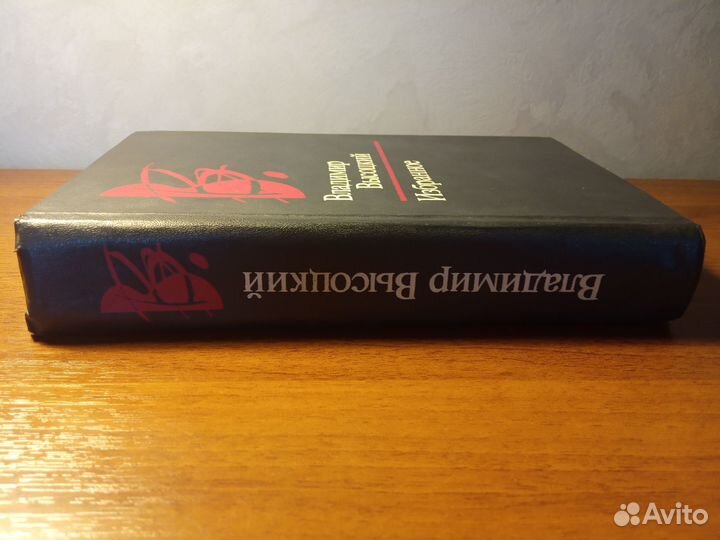 Владимир
Высоцкий
Избранное
Владимир Высоцкий
Avito